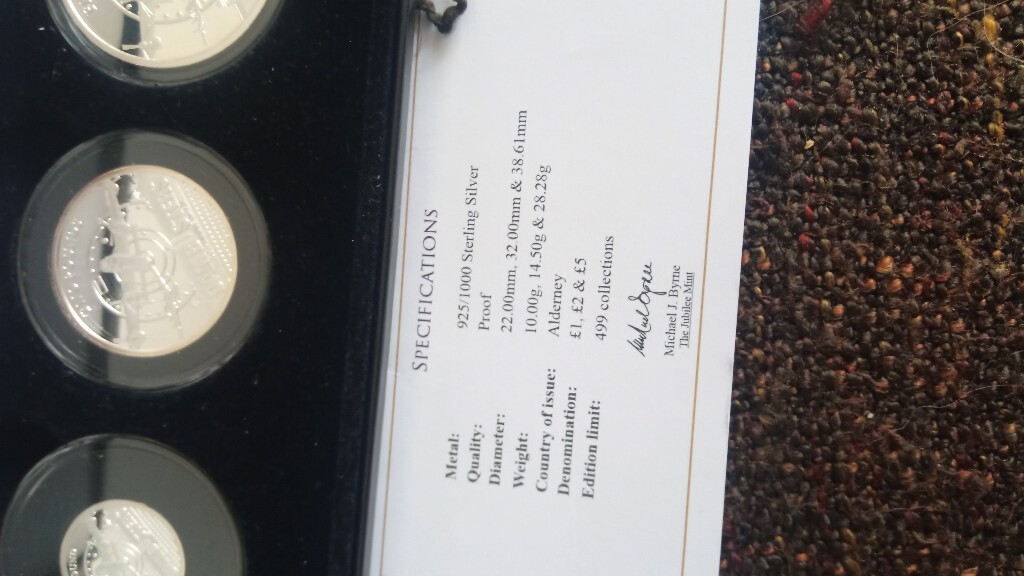 SPECIFICATIONS
Metal: 925/1000 Sterling Silver
Quality: Proof
Diameter: 22.00mm, 32.00mm & 38.61mm
Weight: 10.00g, 14.50g & 28.28g
Country of issue: Alderney
Denomination: £1, £2 & £5
Edition limit: 499 collections
Michael J. Byrne
The Jubilee Mint